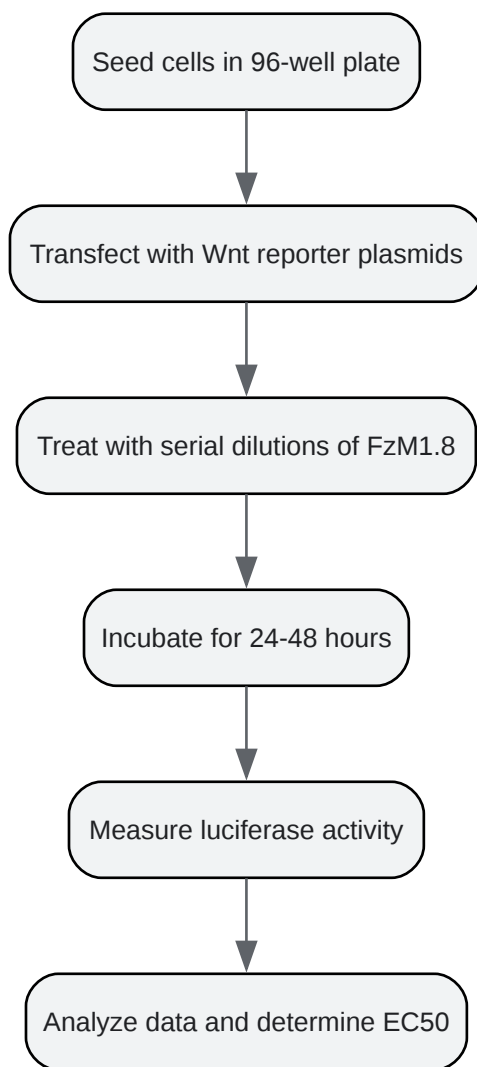 Seed cells in 96-well plate
Transfect with Wnt reporter plasmids
Treat with serial dilutions of FzM1.8
Incubate for 24-48 hours
Measure luciferase activity
Analyze data and determine EC50